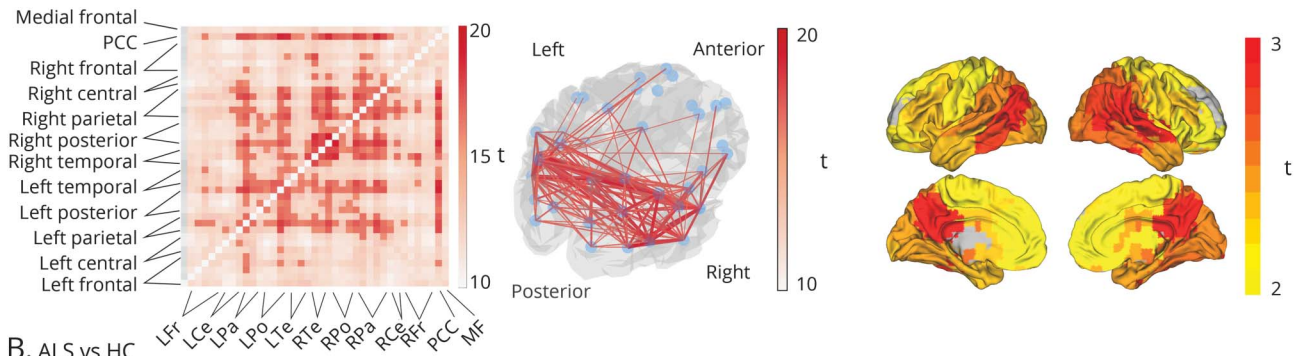 Medial frontal
PCC
Right frontal
Right central
Right parietal
Right posterior
Right temporal
Left temporal
Left posterior
Left parietal
Left central
Left frontal
LFr
LCe
LPa
LPo
LTe
RTe
RPo
RPa
RCe
RFr
PCC
MF
20
15 t
10
Left
Anterior
Posterior
Right
20
t
10
3
t
2
B. ALS vs HC